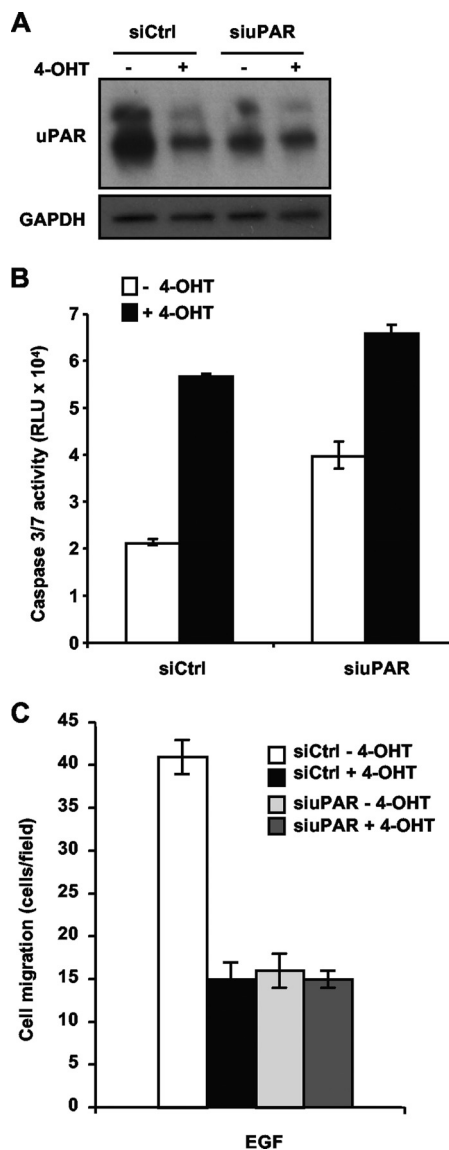 A
siCtrl siuPAR
4-OHT - + - +
uPAR
GAPDH
B
- 4-OHT
+ 4-OHT
Caspase 3/7 activity (RLU x 10⁴)
7
6
5
4
3
2
1
0
siCtrl siuPAR
C
siCtrl - 4-OHT
siCtrl + 4-OHT
siuPAR - 4-OHT
siuPAR + 4-OHT
Cell migration (cells/field)
45
40
35
30
25
20
15
10
5
0
EGF